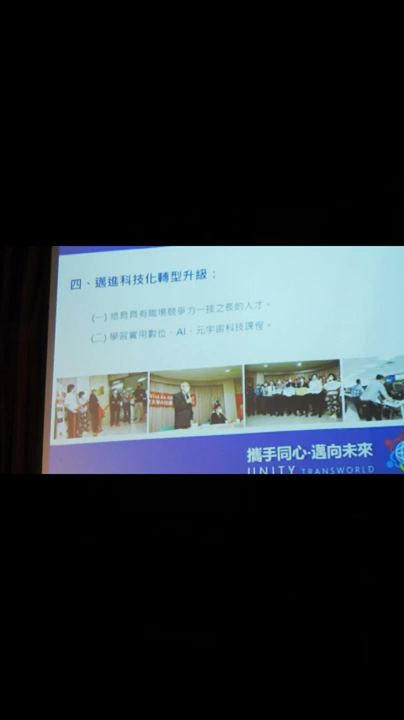 四、邁進科技化轉型升級：
(一) 培育具有職場競爭力一技之長的人才。
(二) 學習實用數位、AI、元宇宙科技課程。
攜手同心‧邁向未來
UNITY TRANSWORLD